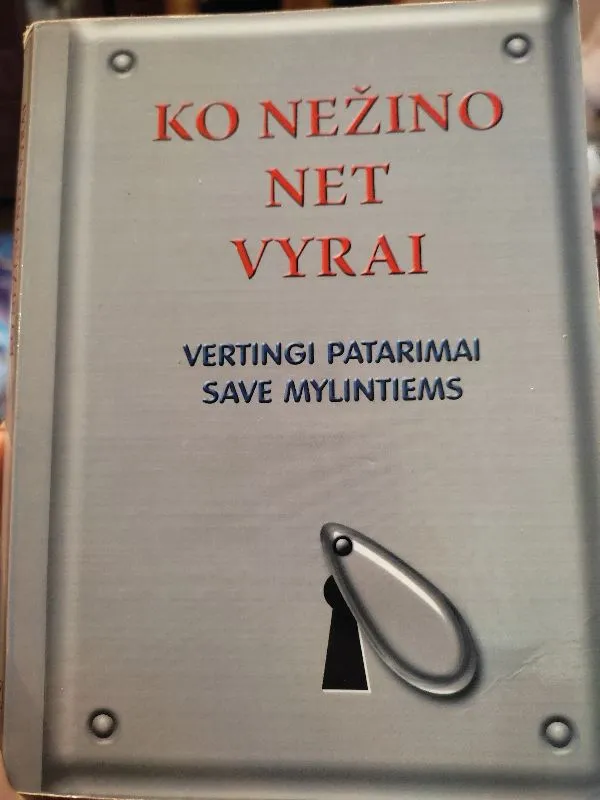 KO NEŽINO
NET
VYRAI
VERTINGI PATARIMAI
SAVE MYLINTIEMS